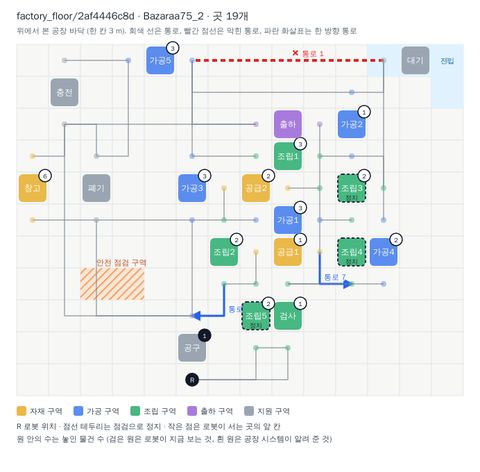 factory_floor/2af4446c8d · Bazaraa75_2 · 곳 19개
위에서 본 공장 바닥 (한 칸 3 m). 회색 선은 통로, 빨간 점선은 막힌 통로, 파란 화살표는 한 방향 통로
가공5 3 ✖ 통로 1 대기 전립
충전
출하 가공2 1
조립1 3
창고 6 폐기 가공3 3 공급2 2 조립3 정지 2
가공1 3
조립2 2 공급1 1 조립4 정지 2 가공4 2
안전 점검 구역
통로 7
통로 조립5 정지 2 검사 1
공구 1
R
자재 구역 가공 구역 조립 구역 출하 구역 지원 구역
R 로봇 위치 · 점선 테두리는 점검으로 정지 · 작은 점은 로봇이 서는 곳의 앞 칸
원 안의 수는 놓인 물건 수 (검은 원은 로봇이 지금 보는 것, 흰 원은 공장 시스템이 알려 준 것)